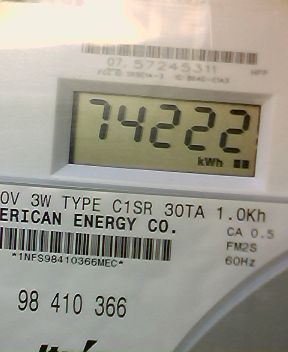 07 57245311
74222
kWh
0V 3W TYPE C1SR 30TA 1.0Kh
ERICAN ENERGY CO.
CA 0.5
FM2S
*1NFS98410366MEC*
60Hz
98 410 366